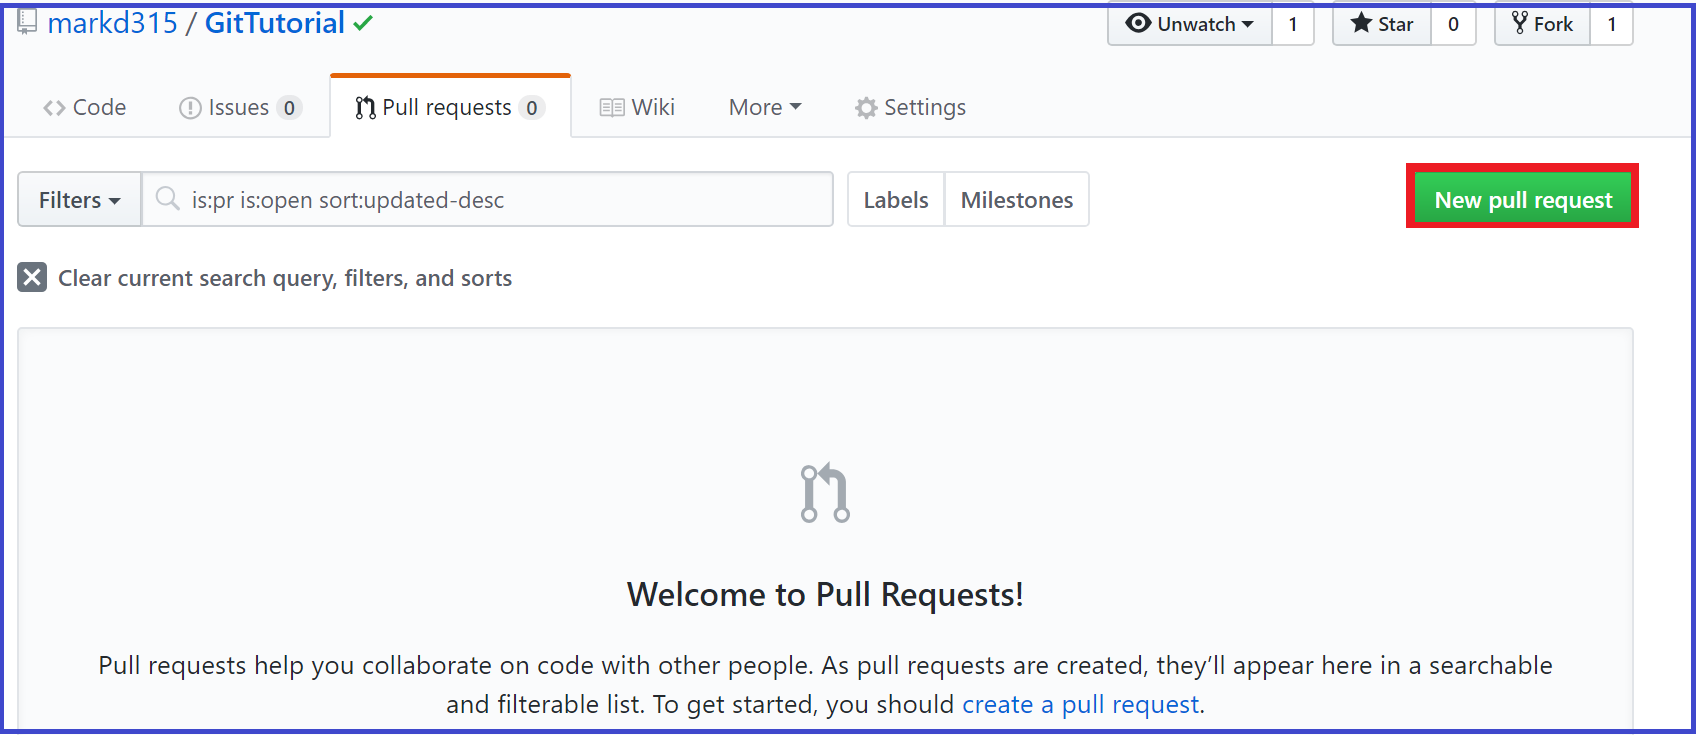 markd315 / GitTutorial
Unwatch 1 Star 0 Fork 1
Code Issues 0 Pull requests 0 Wiki More Settings
Filters is:pr is:open sort:updated-desc Labels Milestones New pull request
Clear current search query, filters, and sorts
Welcome to Pull Requests!
Pull requests help you collaborate on code with other people. As pull requests are created, they’ll appear here in a searchable
and filterable list. To get started, you should create a pull request.